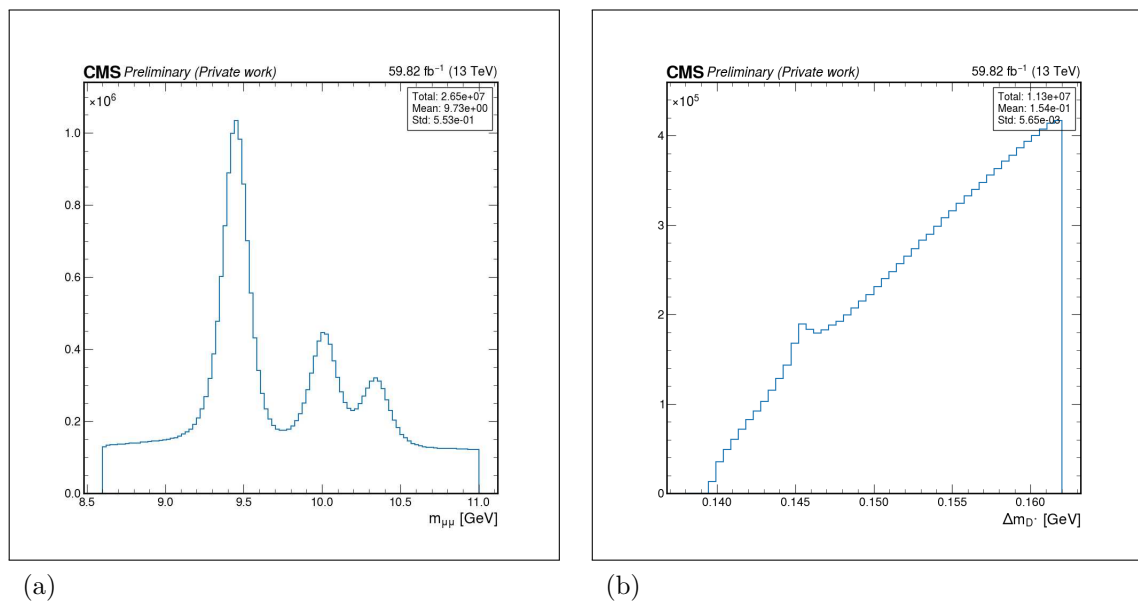 CMS Preliminary (Private work) 59.82 fb⁻¹ (13 TeV)
×10⁶
Total: 2.65e+07
Mean: 9.73e+00
Std: 5.53e-01
1.0
0.8
0.6
0.4
0.2
0.0
8.5 9.0 9.5 10.0 10.5 11.0
m_μμ [GeV]
(a)
CMS Preliminary (Private work) 59.82 fb⁻¹ (13 TeV)
×10⁵
Total: 1.13e+07
Mean: 1.54e-01
Std: 5.65e-03
4
3
2
1
0
0.140 0.145 0.150 0.155 0.160
Δm_D* [GeV]
(b)